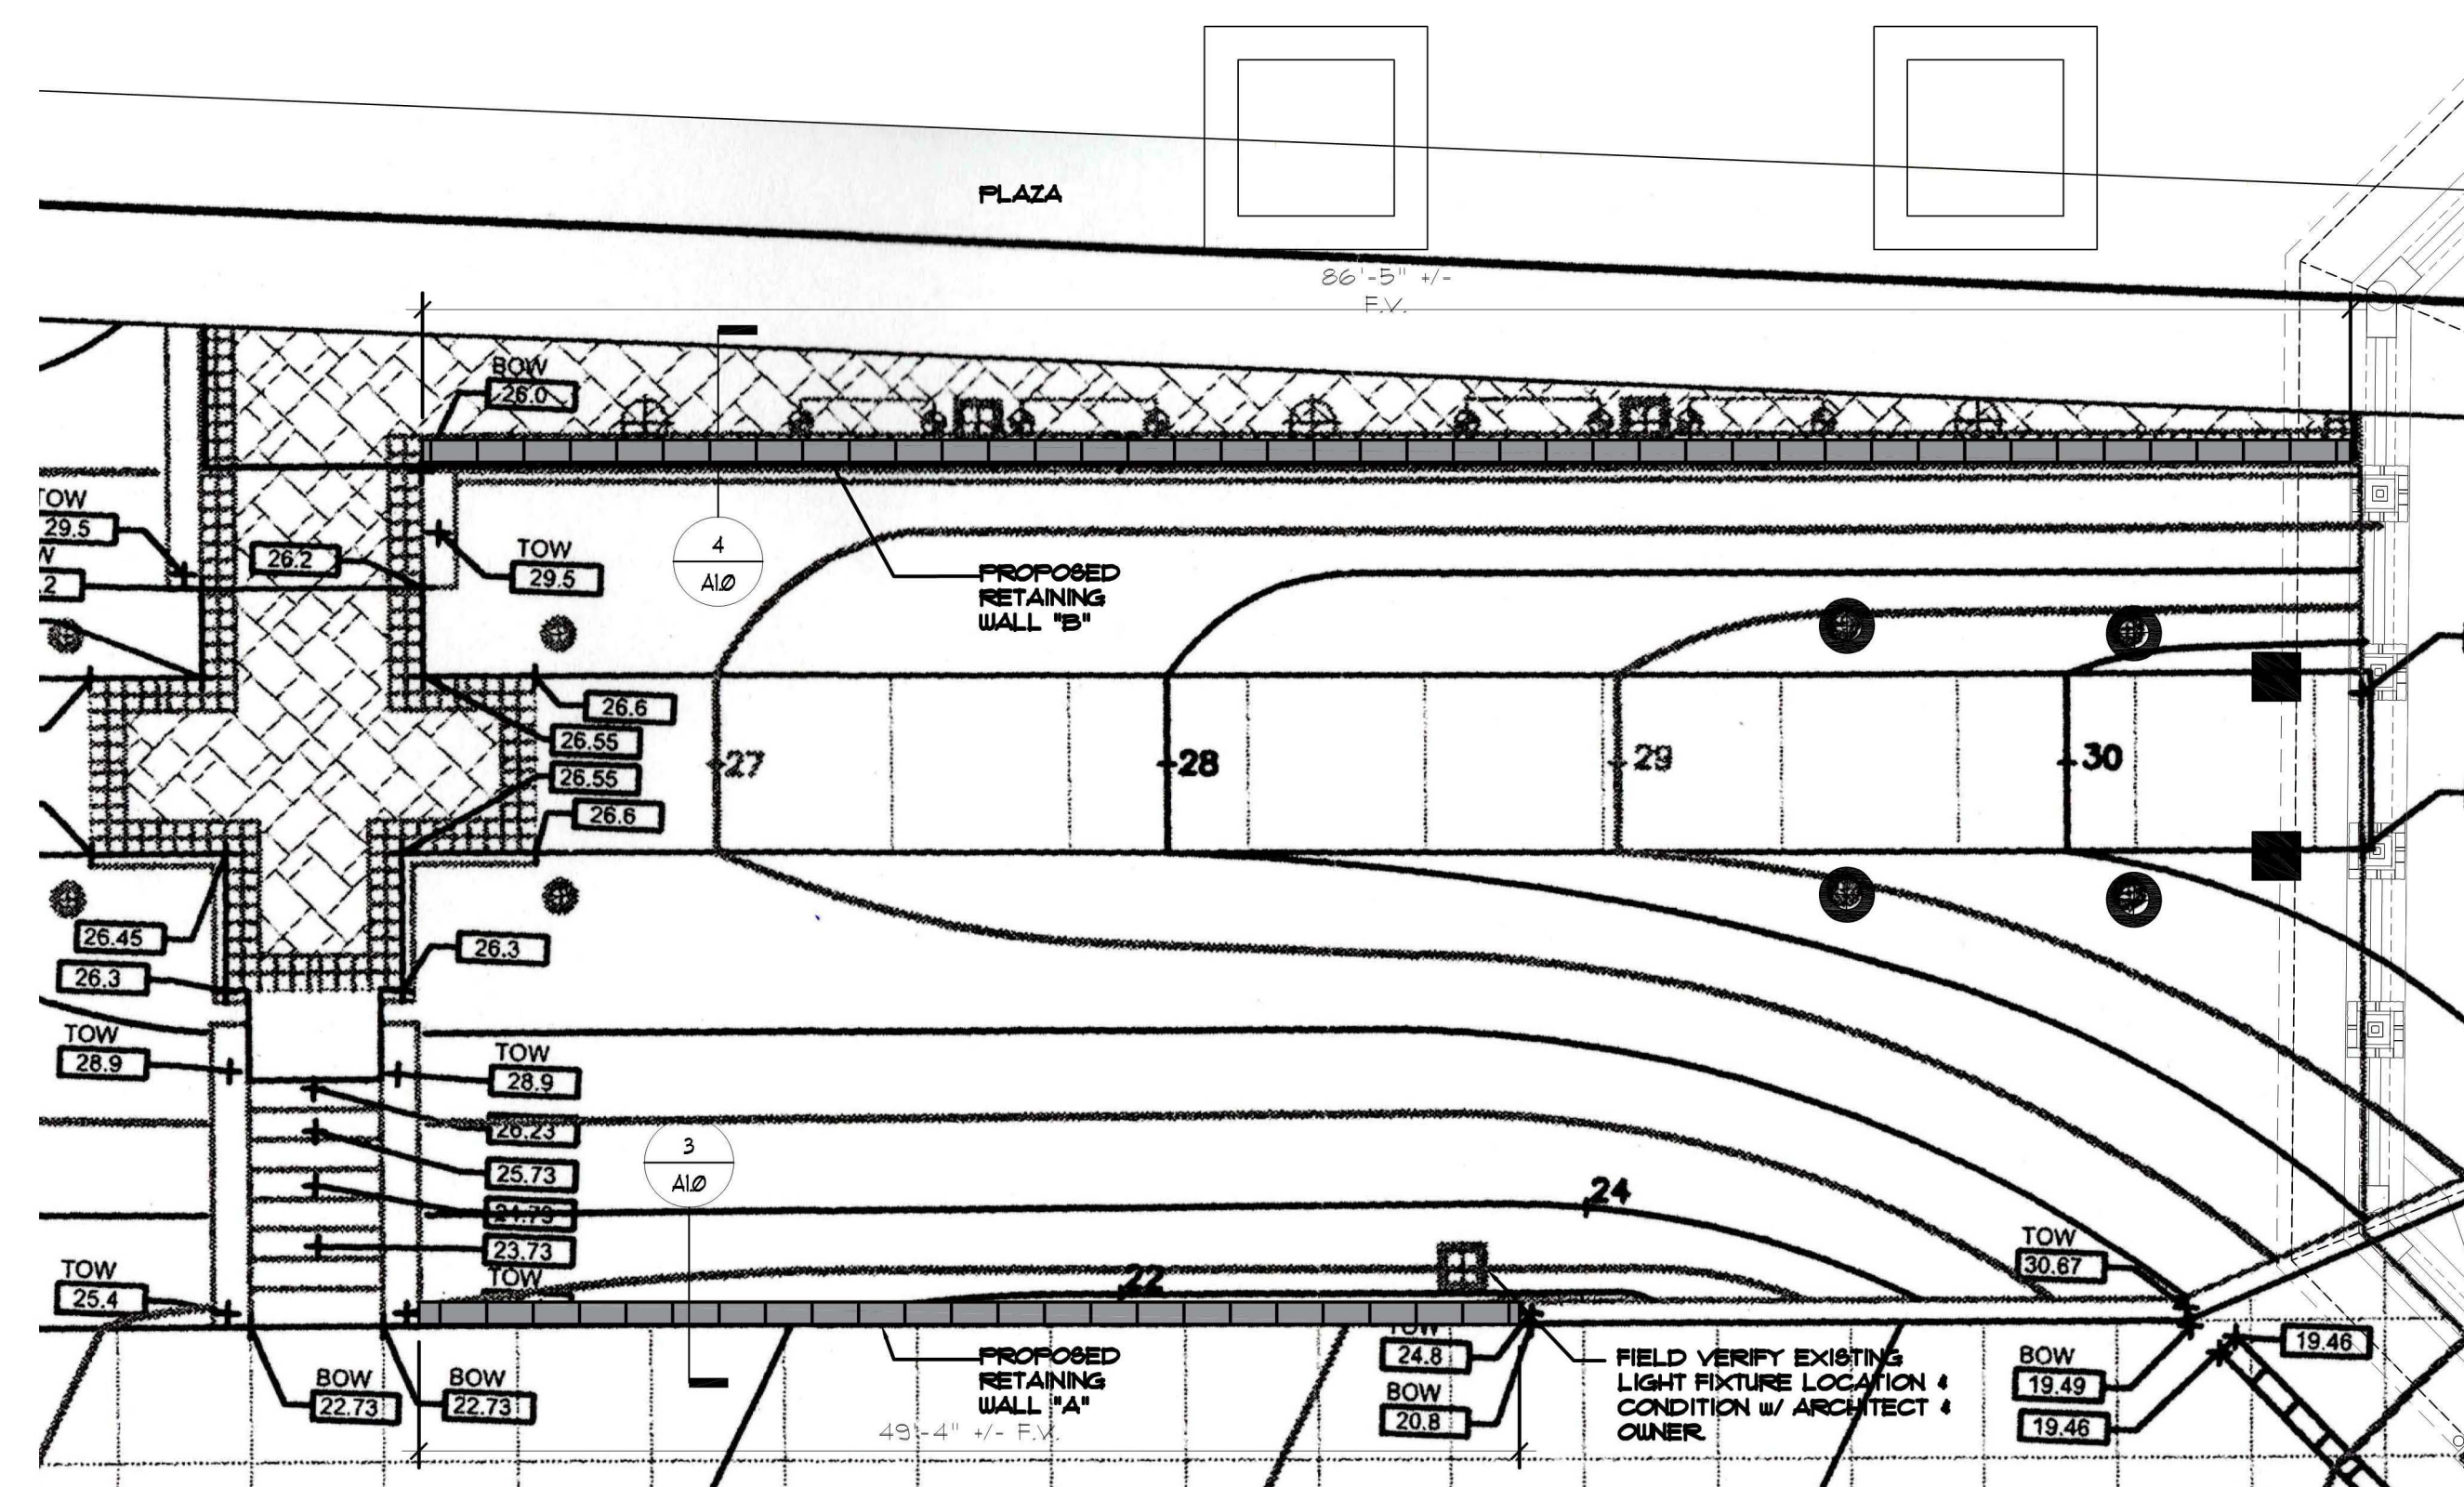 PLAZA
86'-5" +/-
F.V.
BOW
26.0
TOW
29.5
26.2
TOW
29.5
.2
4
A1.0
PROPOSED
RETAINING
WALL "B"
26.6
26.55
26.55
26.6
27
28
29
30
26.45
26.3
26.3
TOW
28.9
TOW
28.9
26.23
25.73
24.73
23.73
3
A1.0
24
22
TOW
25.4
TOW
TOW
30.67
BOW
22.73
BOW
22.73
PROPOSED
RETAINING
WALL "A"
49'-4" +/- F.V.
TOW
24.8
BOW
20.8
FIELD VERIFY EXISTING
LIGHT FIXTURE LOCATION &
CONDITION w/ ARCHITECT &
OWNER
BOW
19.49
19.46
19.46